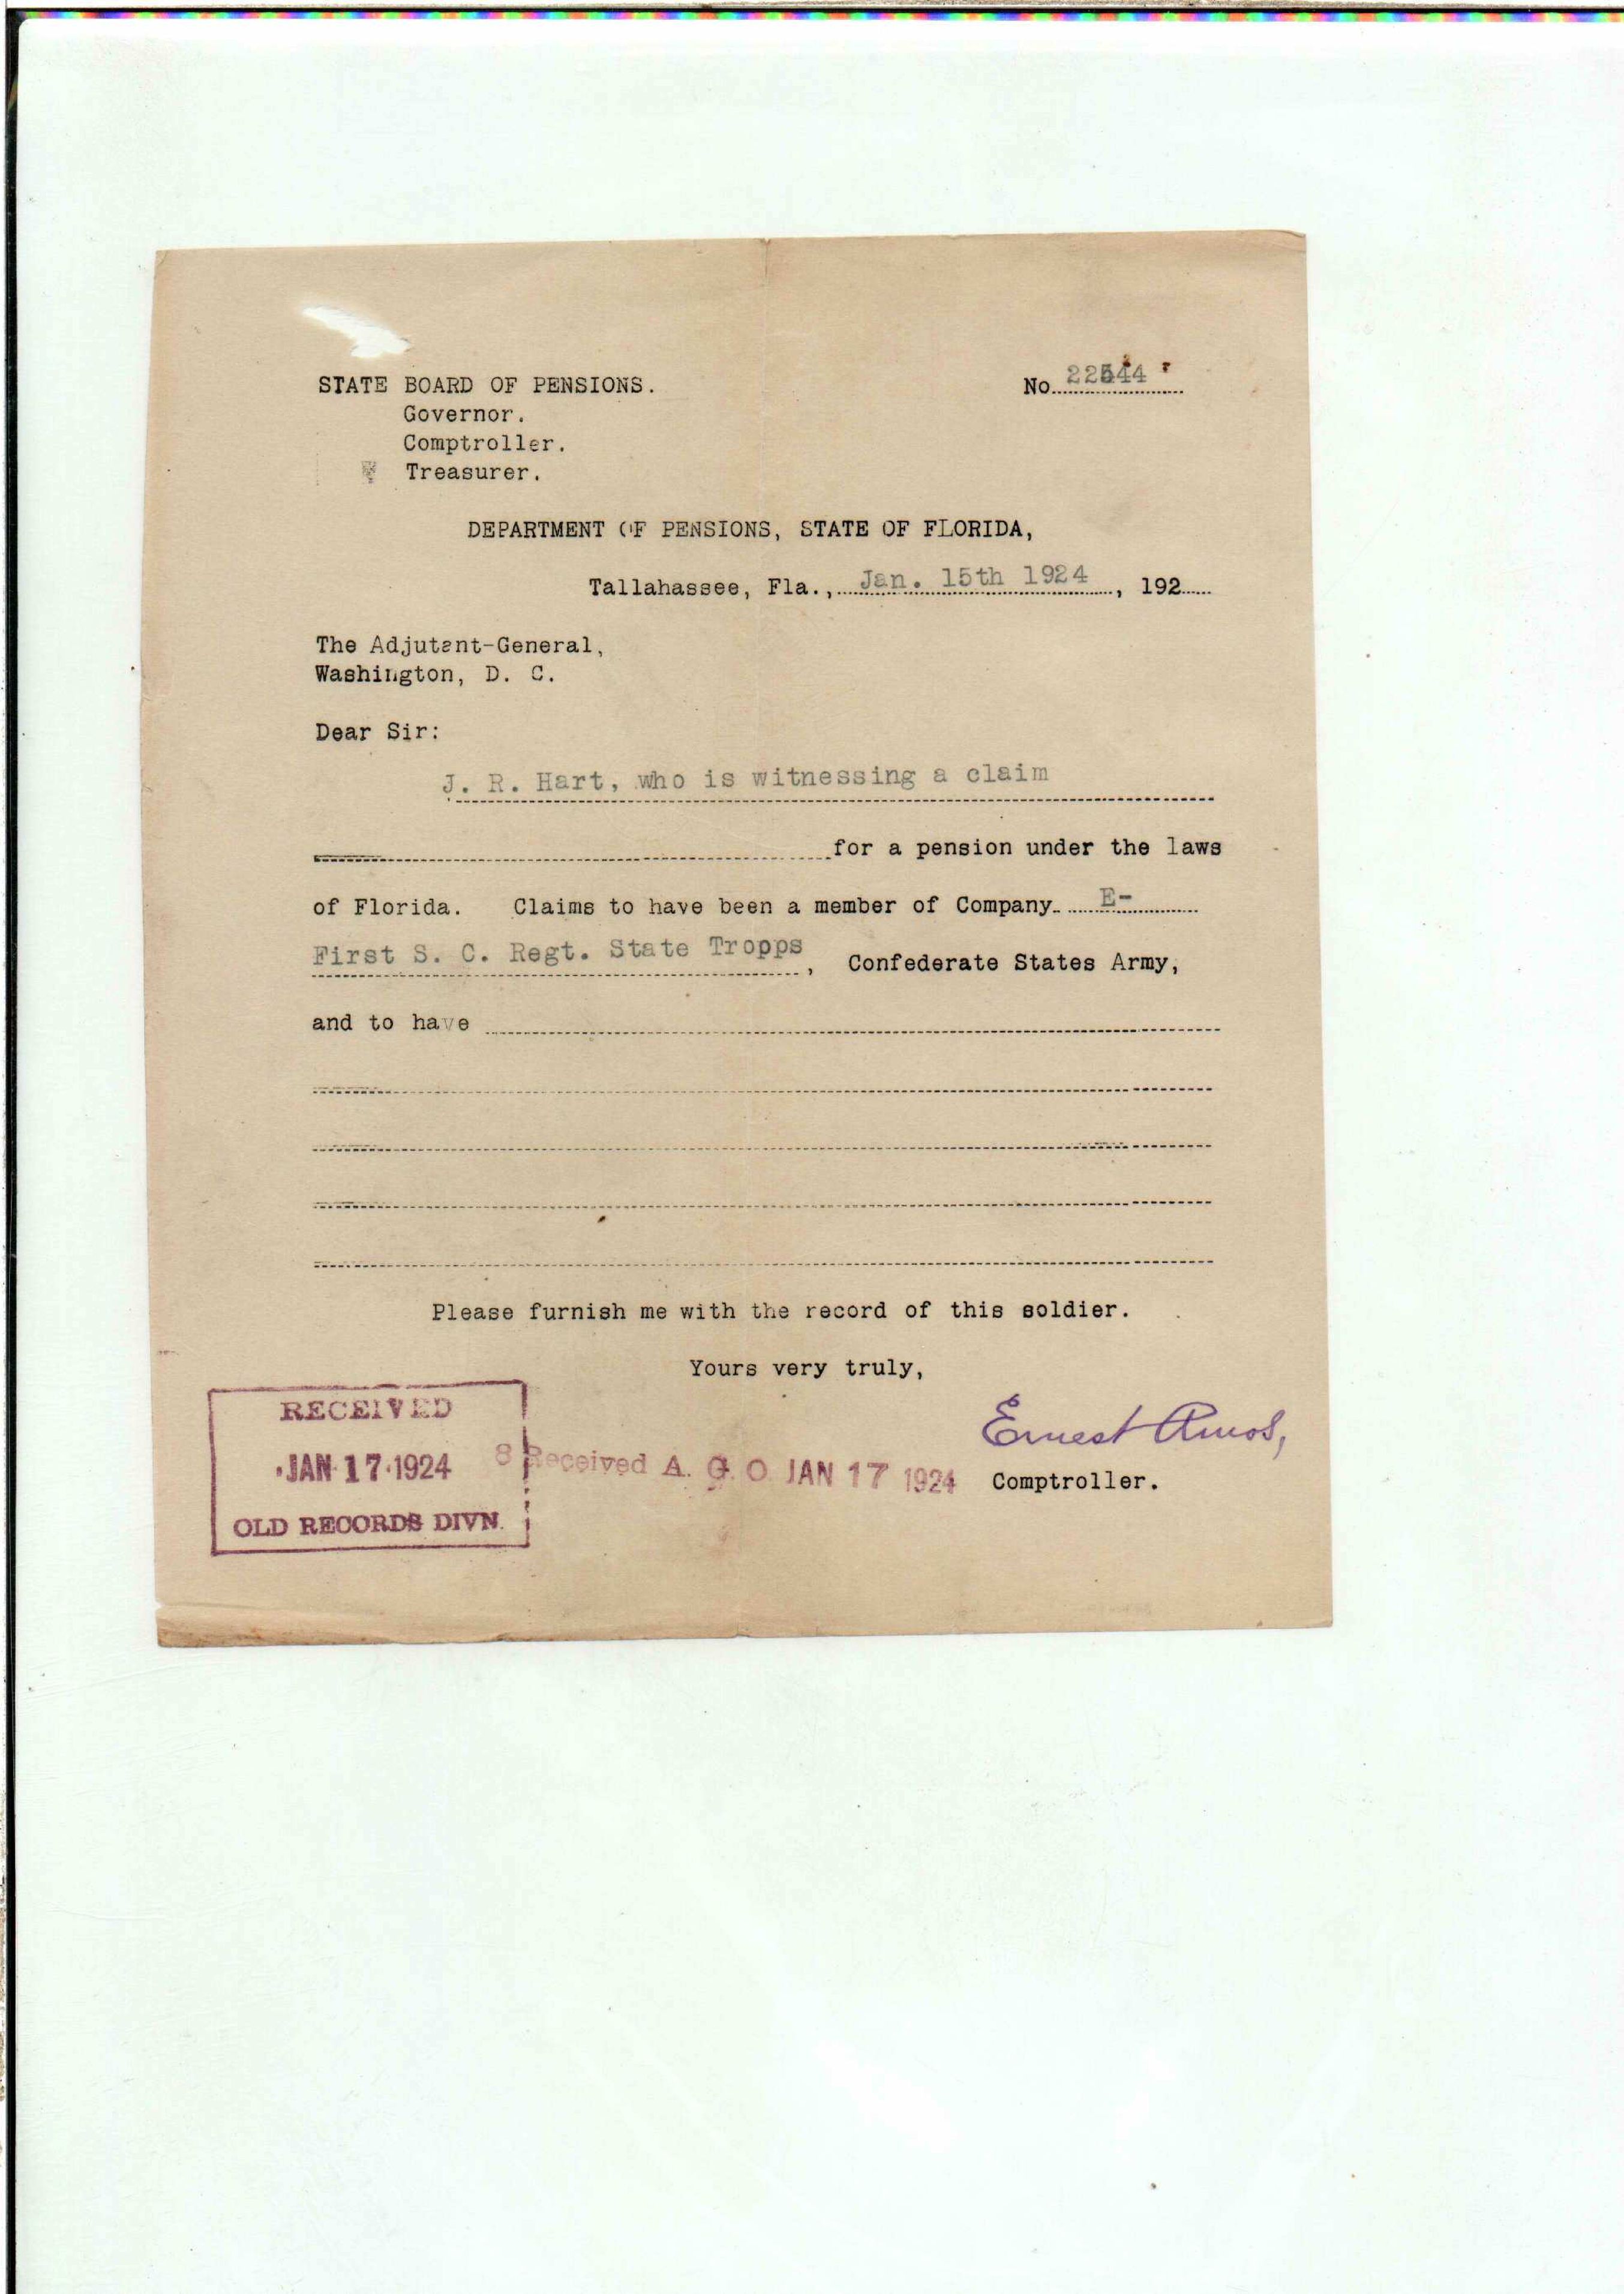 STATE BOARD OF PENSIONS.
No 22544
Governor.
Comptroller.
Treasurer.
DEPARTMENT OF PENSIONS, STATE OF FLORIDA,
Tallahassee, Fla., Jan. 15th 1924, 192
The Adjutant-General,
Washington, D. C.
Dear Sir:
J. R. Hart, who is witnessing a claim
for a pension under the laws
of Florida. Claims to have been a member of Company E-
First S. C. Regt. State Tropps, Confederate States Army,
and to have
Please furnish me with the record of this soldier.
Yours very truly,
Ernest Amos,
Comptroller.
RECEIVED
JAN 17 1924
OLD RECORDS DIVN.
8 Received A. G. O JAN 17 1924